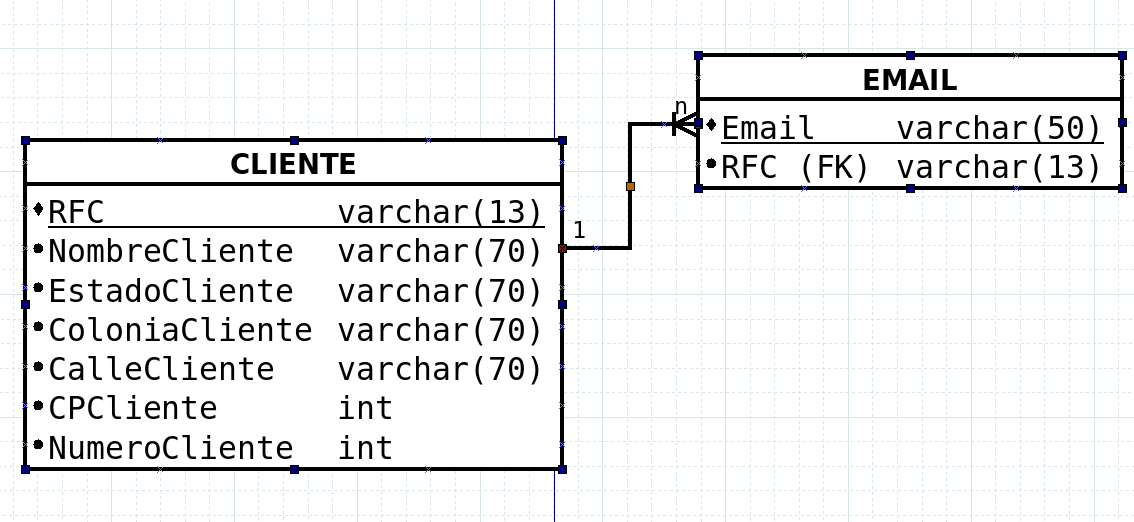 CLIENTE
RFC varchar(13)
NombreCliente varchar(70)
EstadoCliente varchar(70)
ColoniaCliente varchar(70)
CalleCliente varchar(70)
CPCliente int
NumeroCliente int
1
n
EMAIL
Email varchar(50)
RFC (FK) varchar(13)